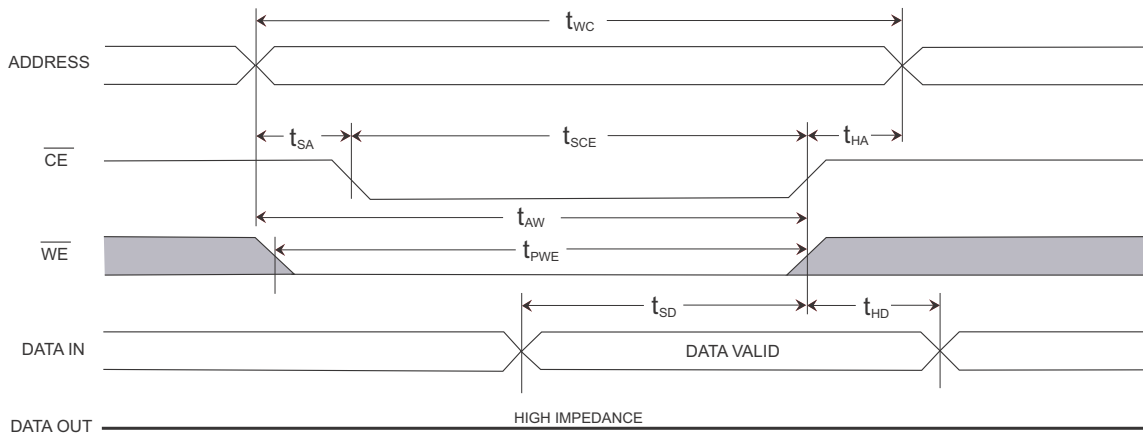 tWC
ADDRESS
tSA tSCE tHA
CE
tAW
WE
tPWE
tSD tHD
DATA IN DATA VALID
DATA OUT HIGH IMPEDANCE